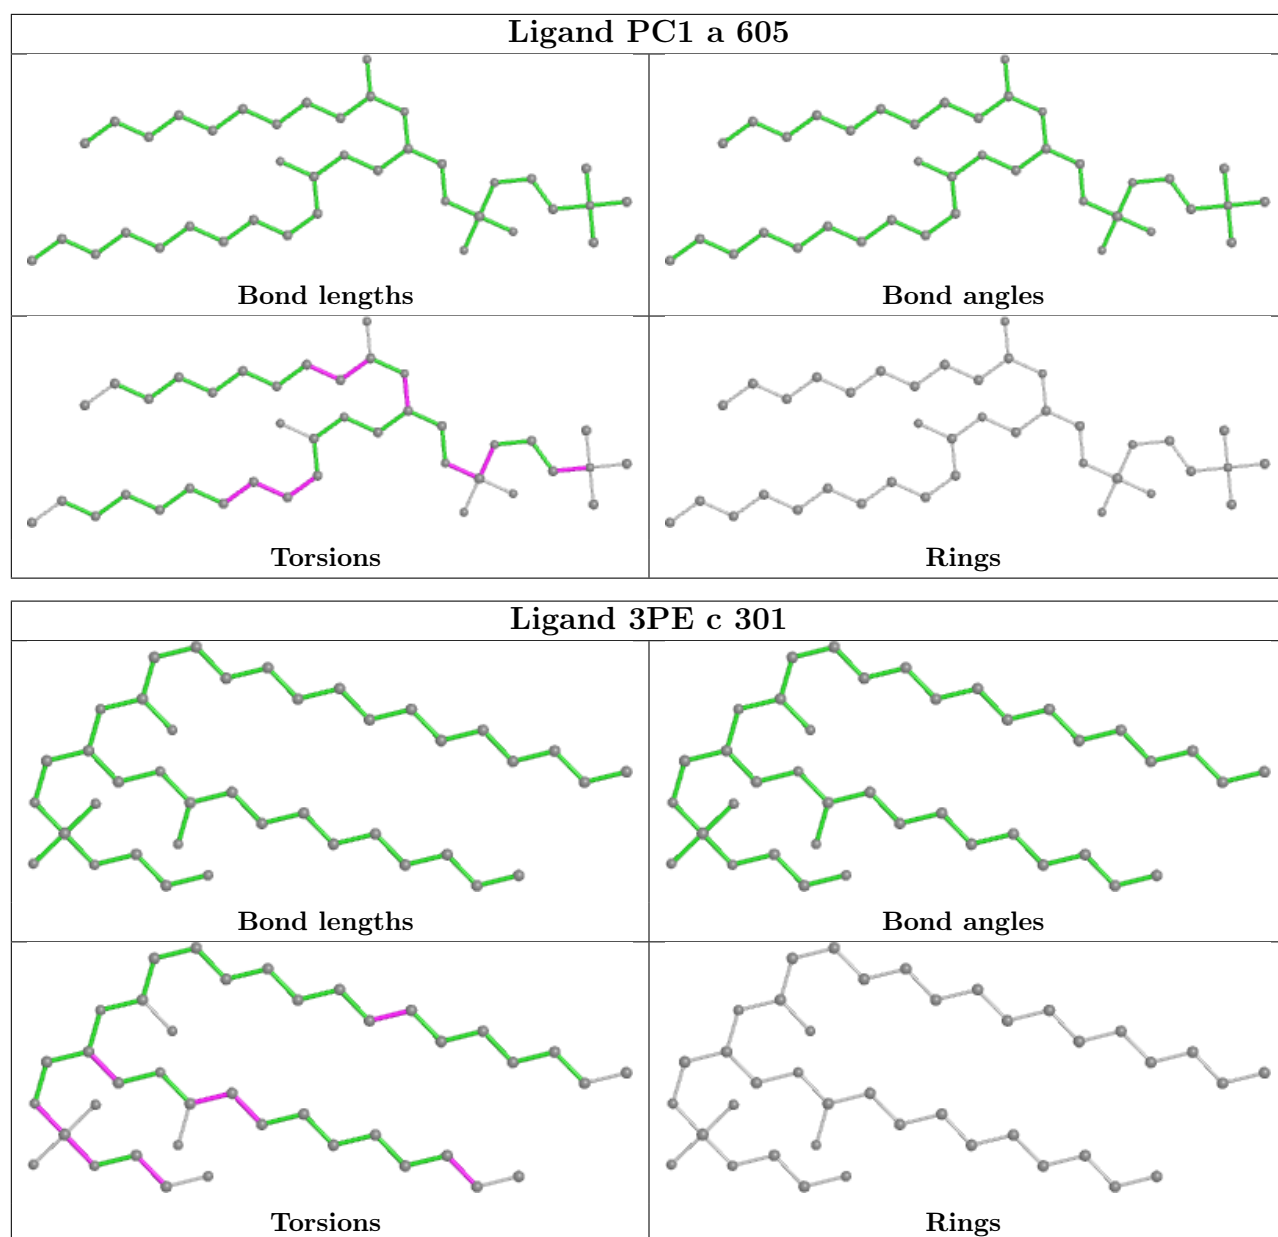 Ligand PC1 a 605
Bond lengths
Bond angles
Torsions
Rings
Ligand 3PE c 301
Bond lengths
Bond angles
Torsions
Rings